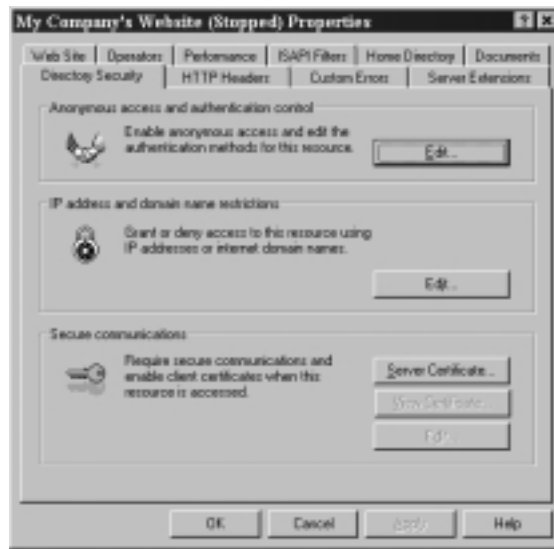 My Company's Website (Stopped) Properties
Web Site Operators Performance ISAPI Filters Home Directory Documents
Directory Security HTTP Headers Custom Errors Server Extensions
Anonymous access and authentication control
Enable anonymous access and edit the
authentication methods for this resource.
Edit...
IP address and domain name restrictions
Grant or deny access to this resource using
IP addresses or internet domain names.
Edit...
Secure communications
Require secure communications and
enable client certificates when this
resource is accessed.
Server Certificate...
View Certificate...
Edit...
OK Cancel Apply Help